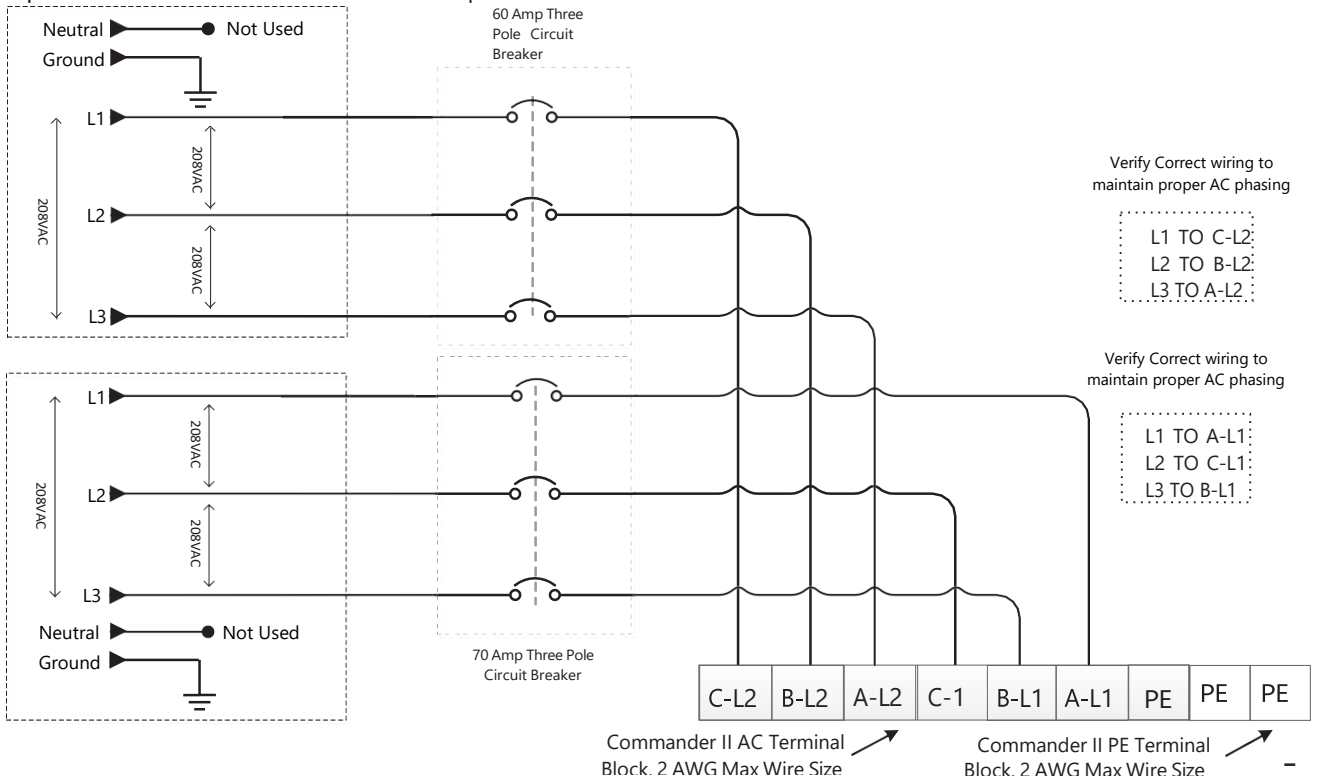 60 Amp Three
Pole Circuit
Breaker
Neutral
Not Used
Ground
L1
208VAC
208VAC
L2
208VAC
L3
Verify Correct wiring to
maintain proper AC phasing
L1 TO C-L2
L2 TO B-L2
L3 TO A-L2
L1
208VAC
208VAC
L2
208VAC
L3
Neutral
Not Used
Ground
Verify Correct wiring to
maintain proper AC phasing
L1 TO A-L1
L2 TO C-L1
L3 TO B-L1
70 Amp Three Pole
Circuit Breaker
C-L2 B-L2 A-L2 C-1 B-L1 A-L1 PE PE PE
Commander II AC Terminal
Block. 2 AWG Max Wire Size
Commander II PE Terminal
Block. 2 AWG Max Wire Size